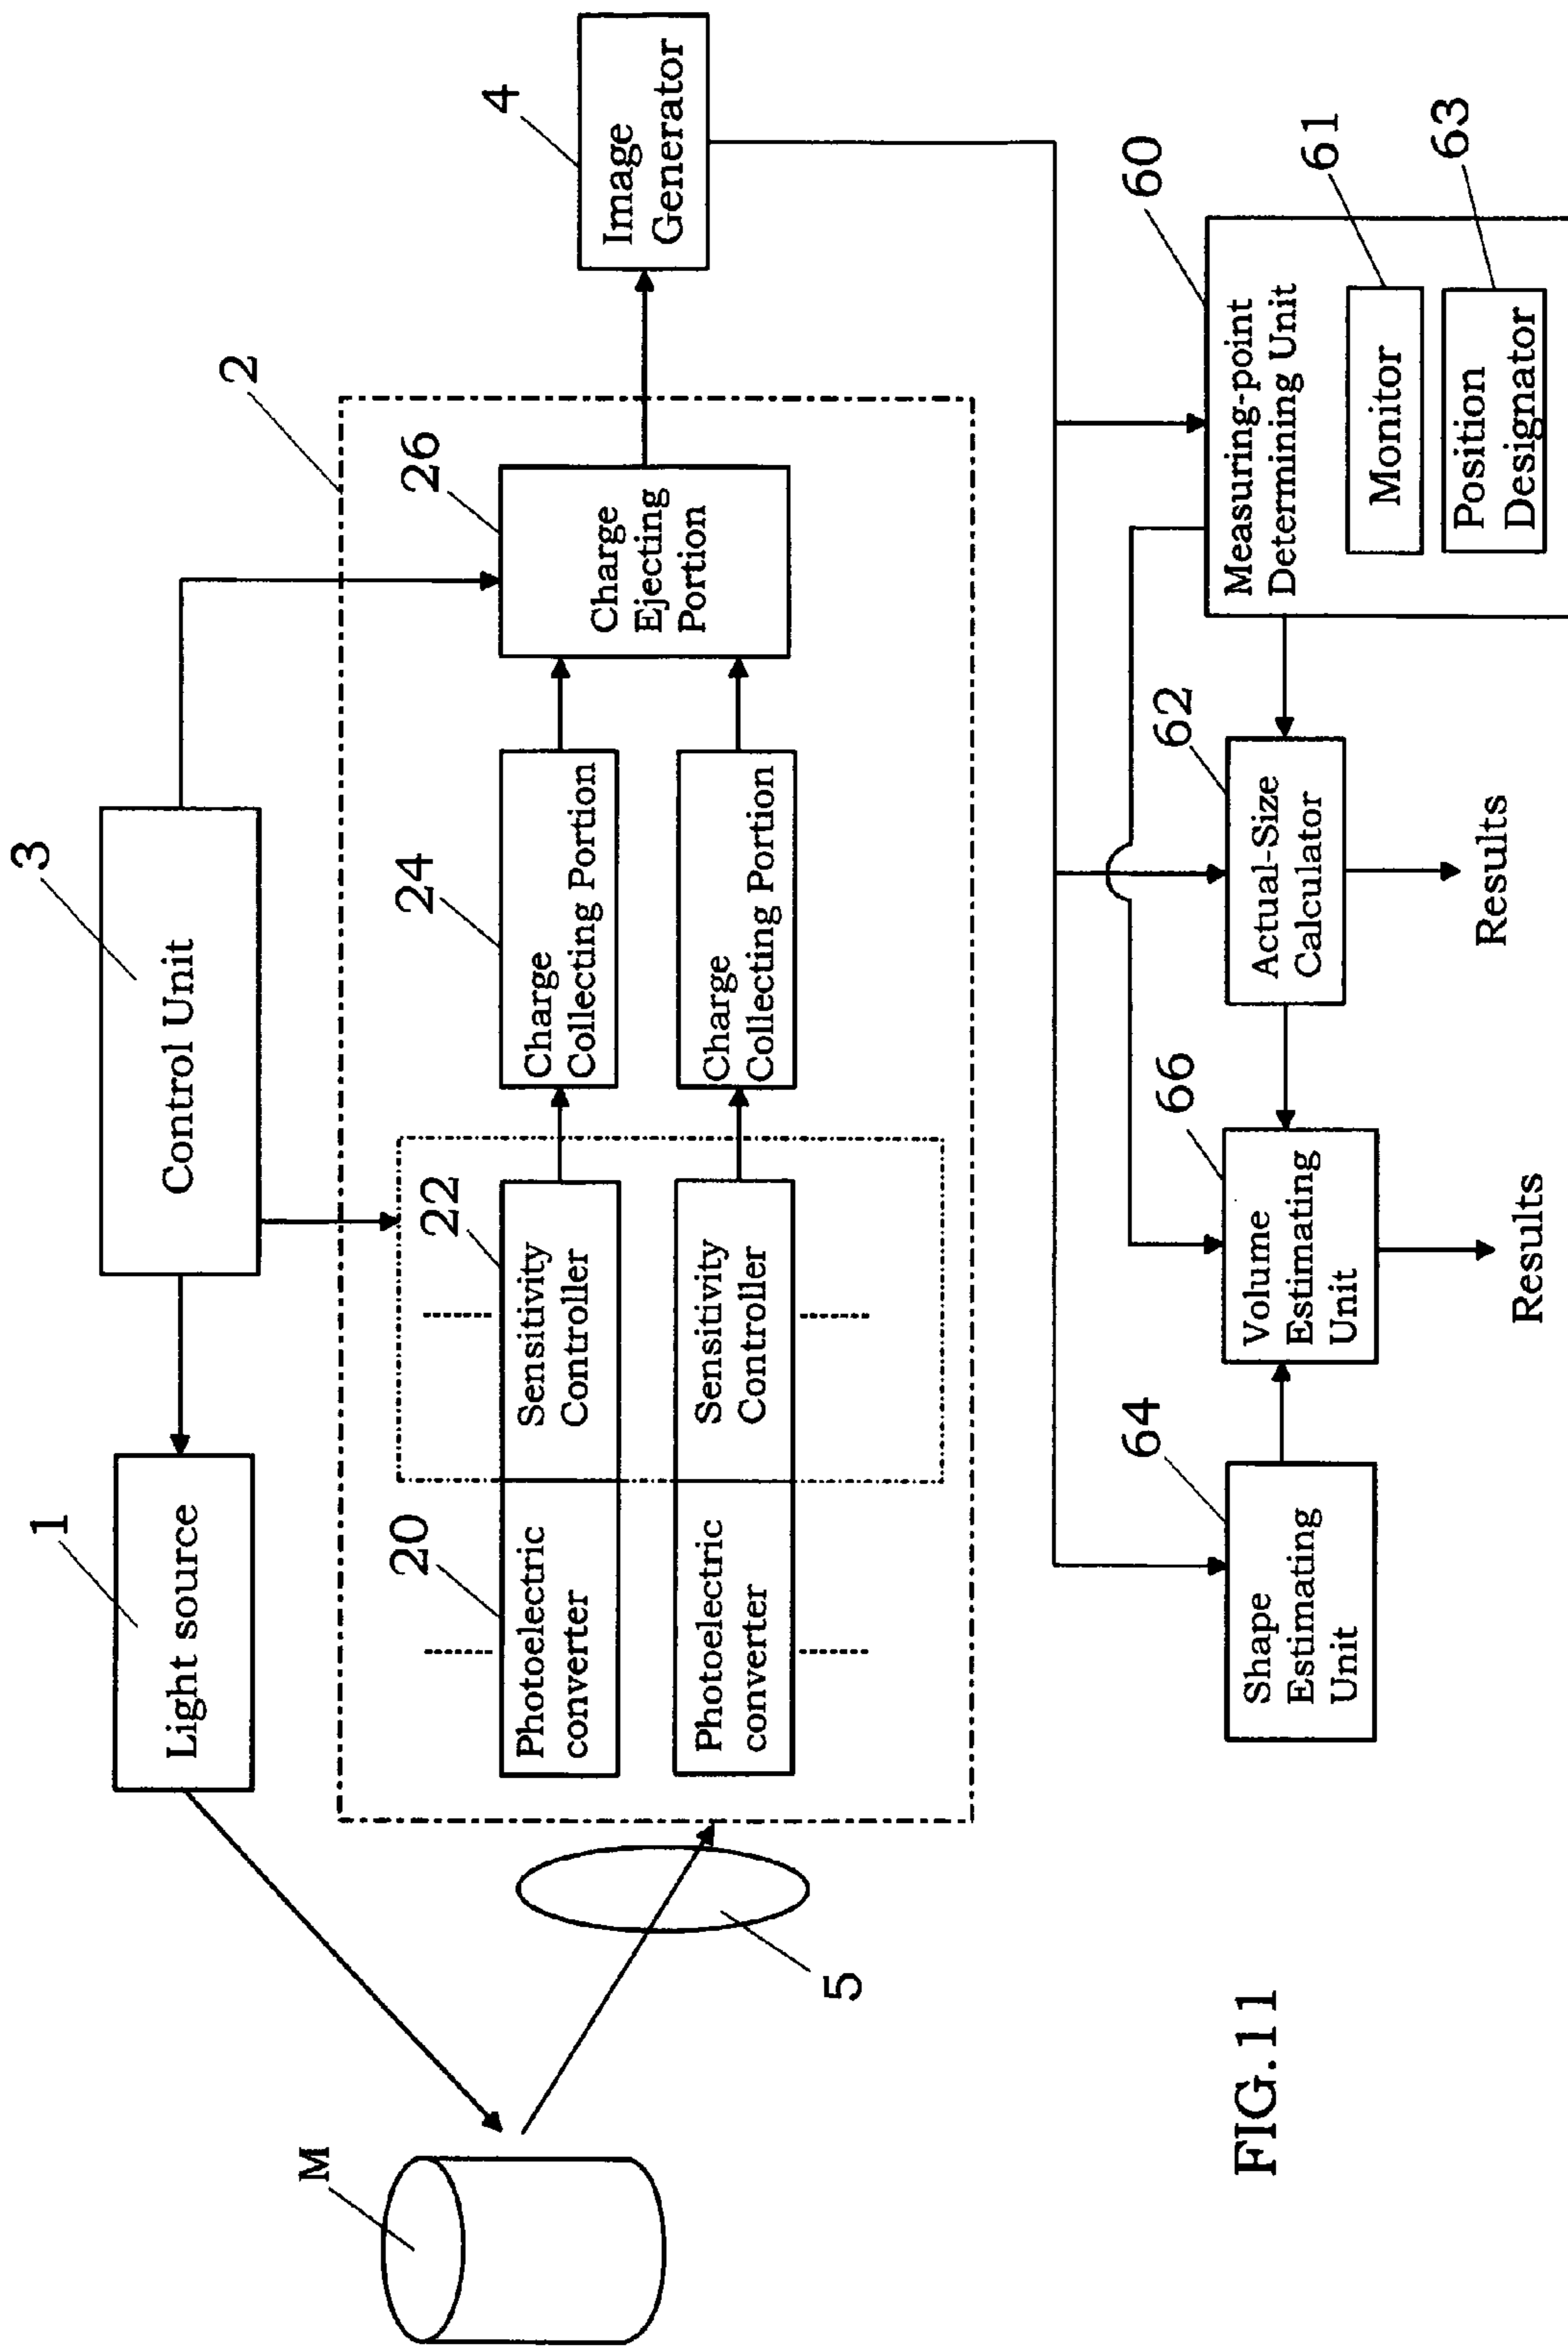 3
Control Unit
1
Light source
M
2
20
Photoelectric
converter
22
Sensitivity
Controller
24
Charge
Collecting Portion
26
Charge
Ejecting
Portion
4
Image
Generator
Photoelectric
converter
Sensitivity
Controller
Charge
Collecting Portion
5
64
Shape
Estimating
Unit
66
Volume
Estimating
Unit
Results
62
Actual-Size
Calculator
Results
60
Measuring-point
Determining Unit
61
Monitor
63
Position
Designator
FIG.11